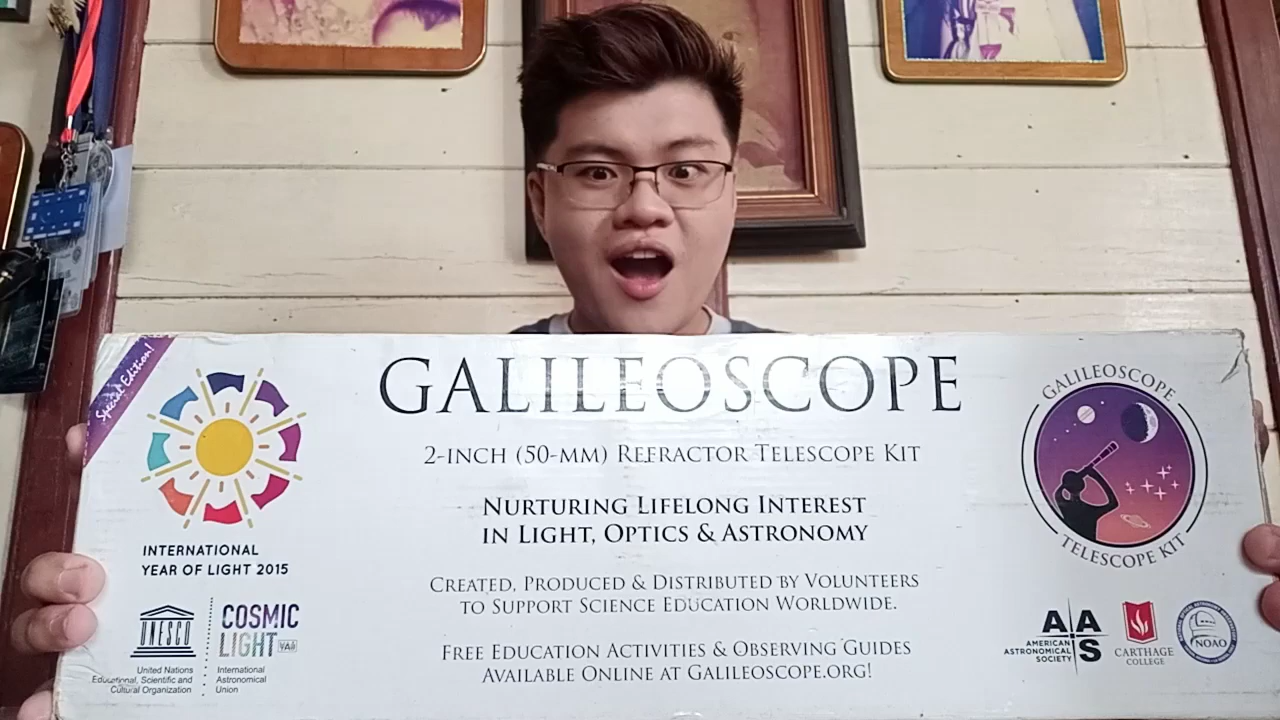 Special Edition!
INTERNATIONAL
YEAR OF LIGHT 2015
UNESCO
United Nations
Educational, Scientific and
Cultural Organization
COSMIC
LIGHT
International
Astronomical
Union
GALILEOSCOPE
2-INCH (50-MM) REFRACTOR TELESCOPE KIT
NURTURING LIFELONG INTEREST
IN LIGHT, OPTICS & ASTRONOMY
CREATED, PRODUCED & DISTRIBUTED BY VOLUNTEERS
TO SUPPORT SCIENCE EDUCATION WORLDWIDE.
FREE EDUCATION ACTIVITIES & OBSERVING GUIDES
AVAILABLE ONLINE AT GALILEOSCOPE.ORG!
GALILEOSCOPE
TELESCOPE KIT
AAS
AMERICAN
ASTRONOMICAL
SOCIETY
CARTHAGE
COLLEGE
NOAO